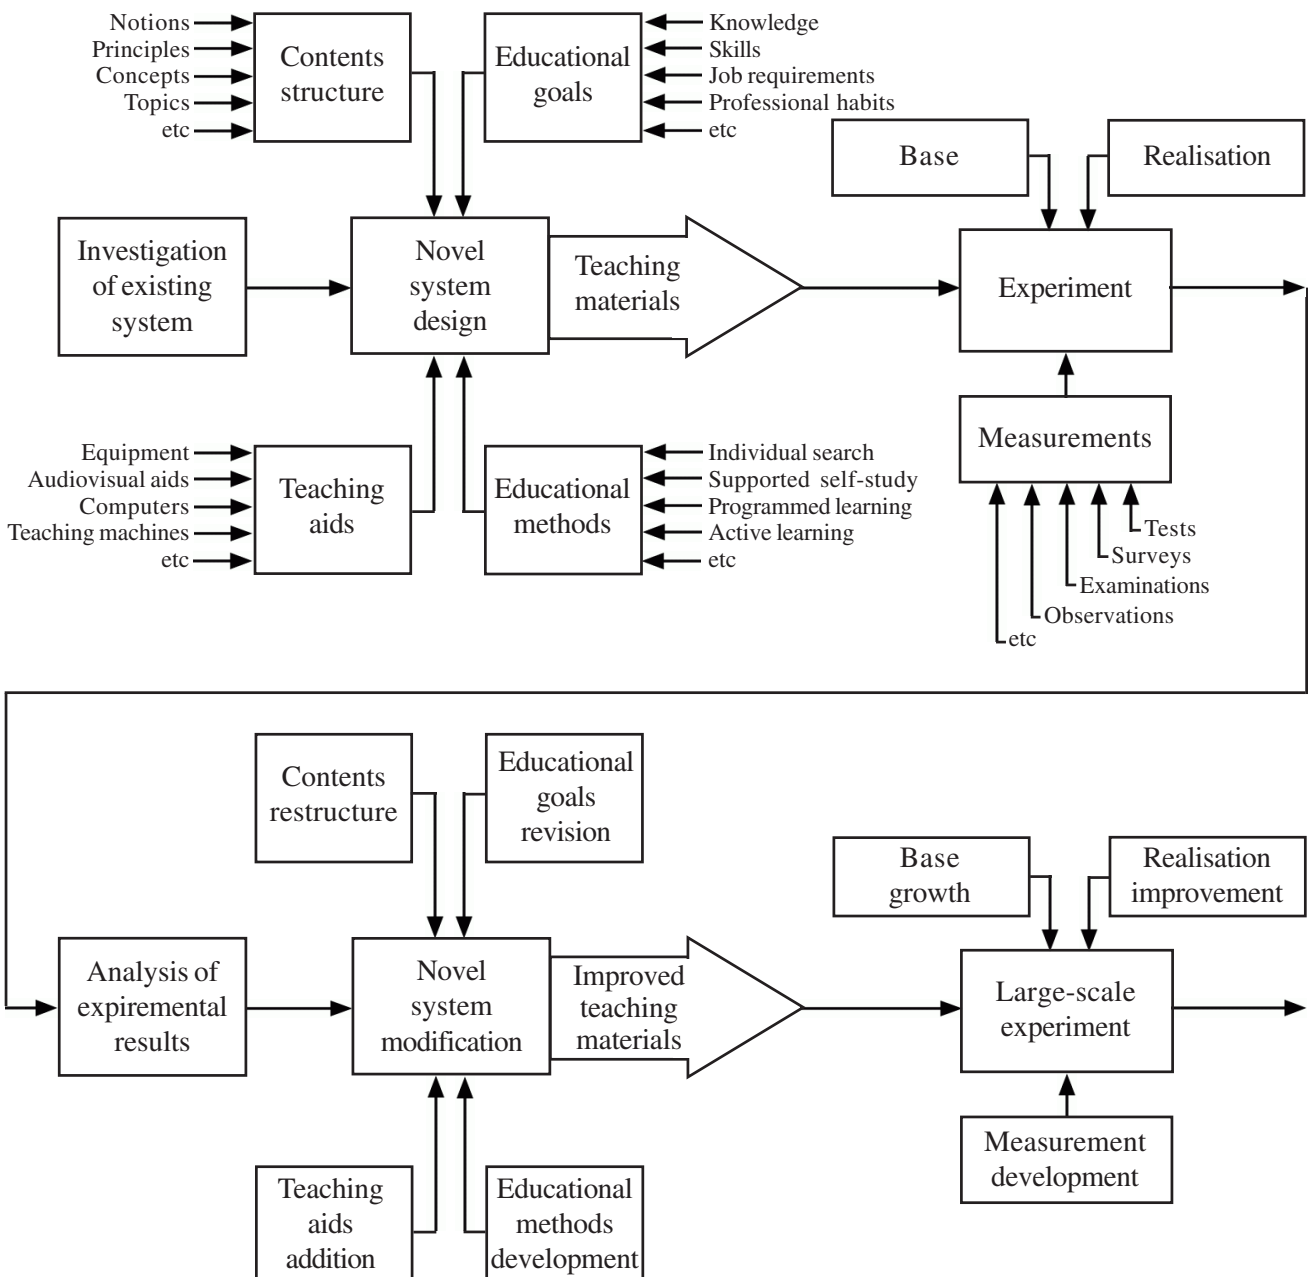 Notions
Principles
Concepts
Topics
etc
Contents
structure
Educational
goals
Knowledge
Skills
Job requirements
Professional habits
etc
Base
Realisation
Investigation
of existing
system
Novel
system
design
Teaching
materials
Experiment
Measurements
Equipment
Audiovisual aids
Computers
Teaching machines
etc
Teaching
aids
Educational
methods
Individual search
Supported self-study
Programmed learning
Active learning
etc
Tests
Surveys
Examinations
Observations
etc
Contents
restructure
Educational
goals
revision
Base
growth
Realisation
improvement
Analysis of
expiremental
results
Novel
system
modification
Improved
teaching
materials
Large-scale
experiment
Measurement
development
Teaching
aids
addition
Educational
methods
development